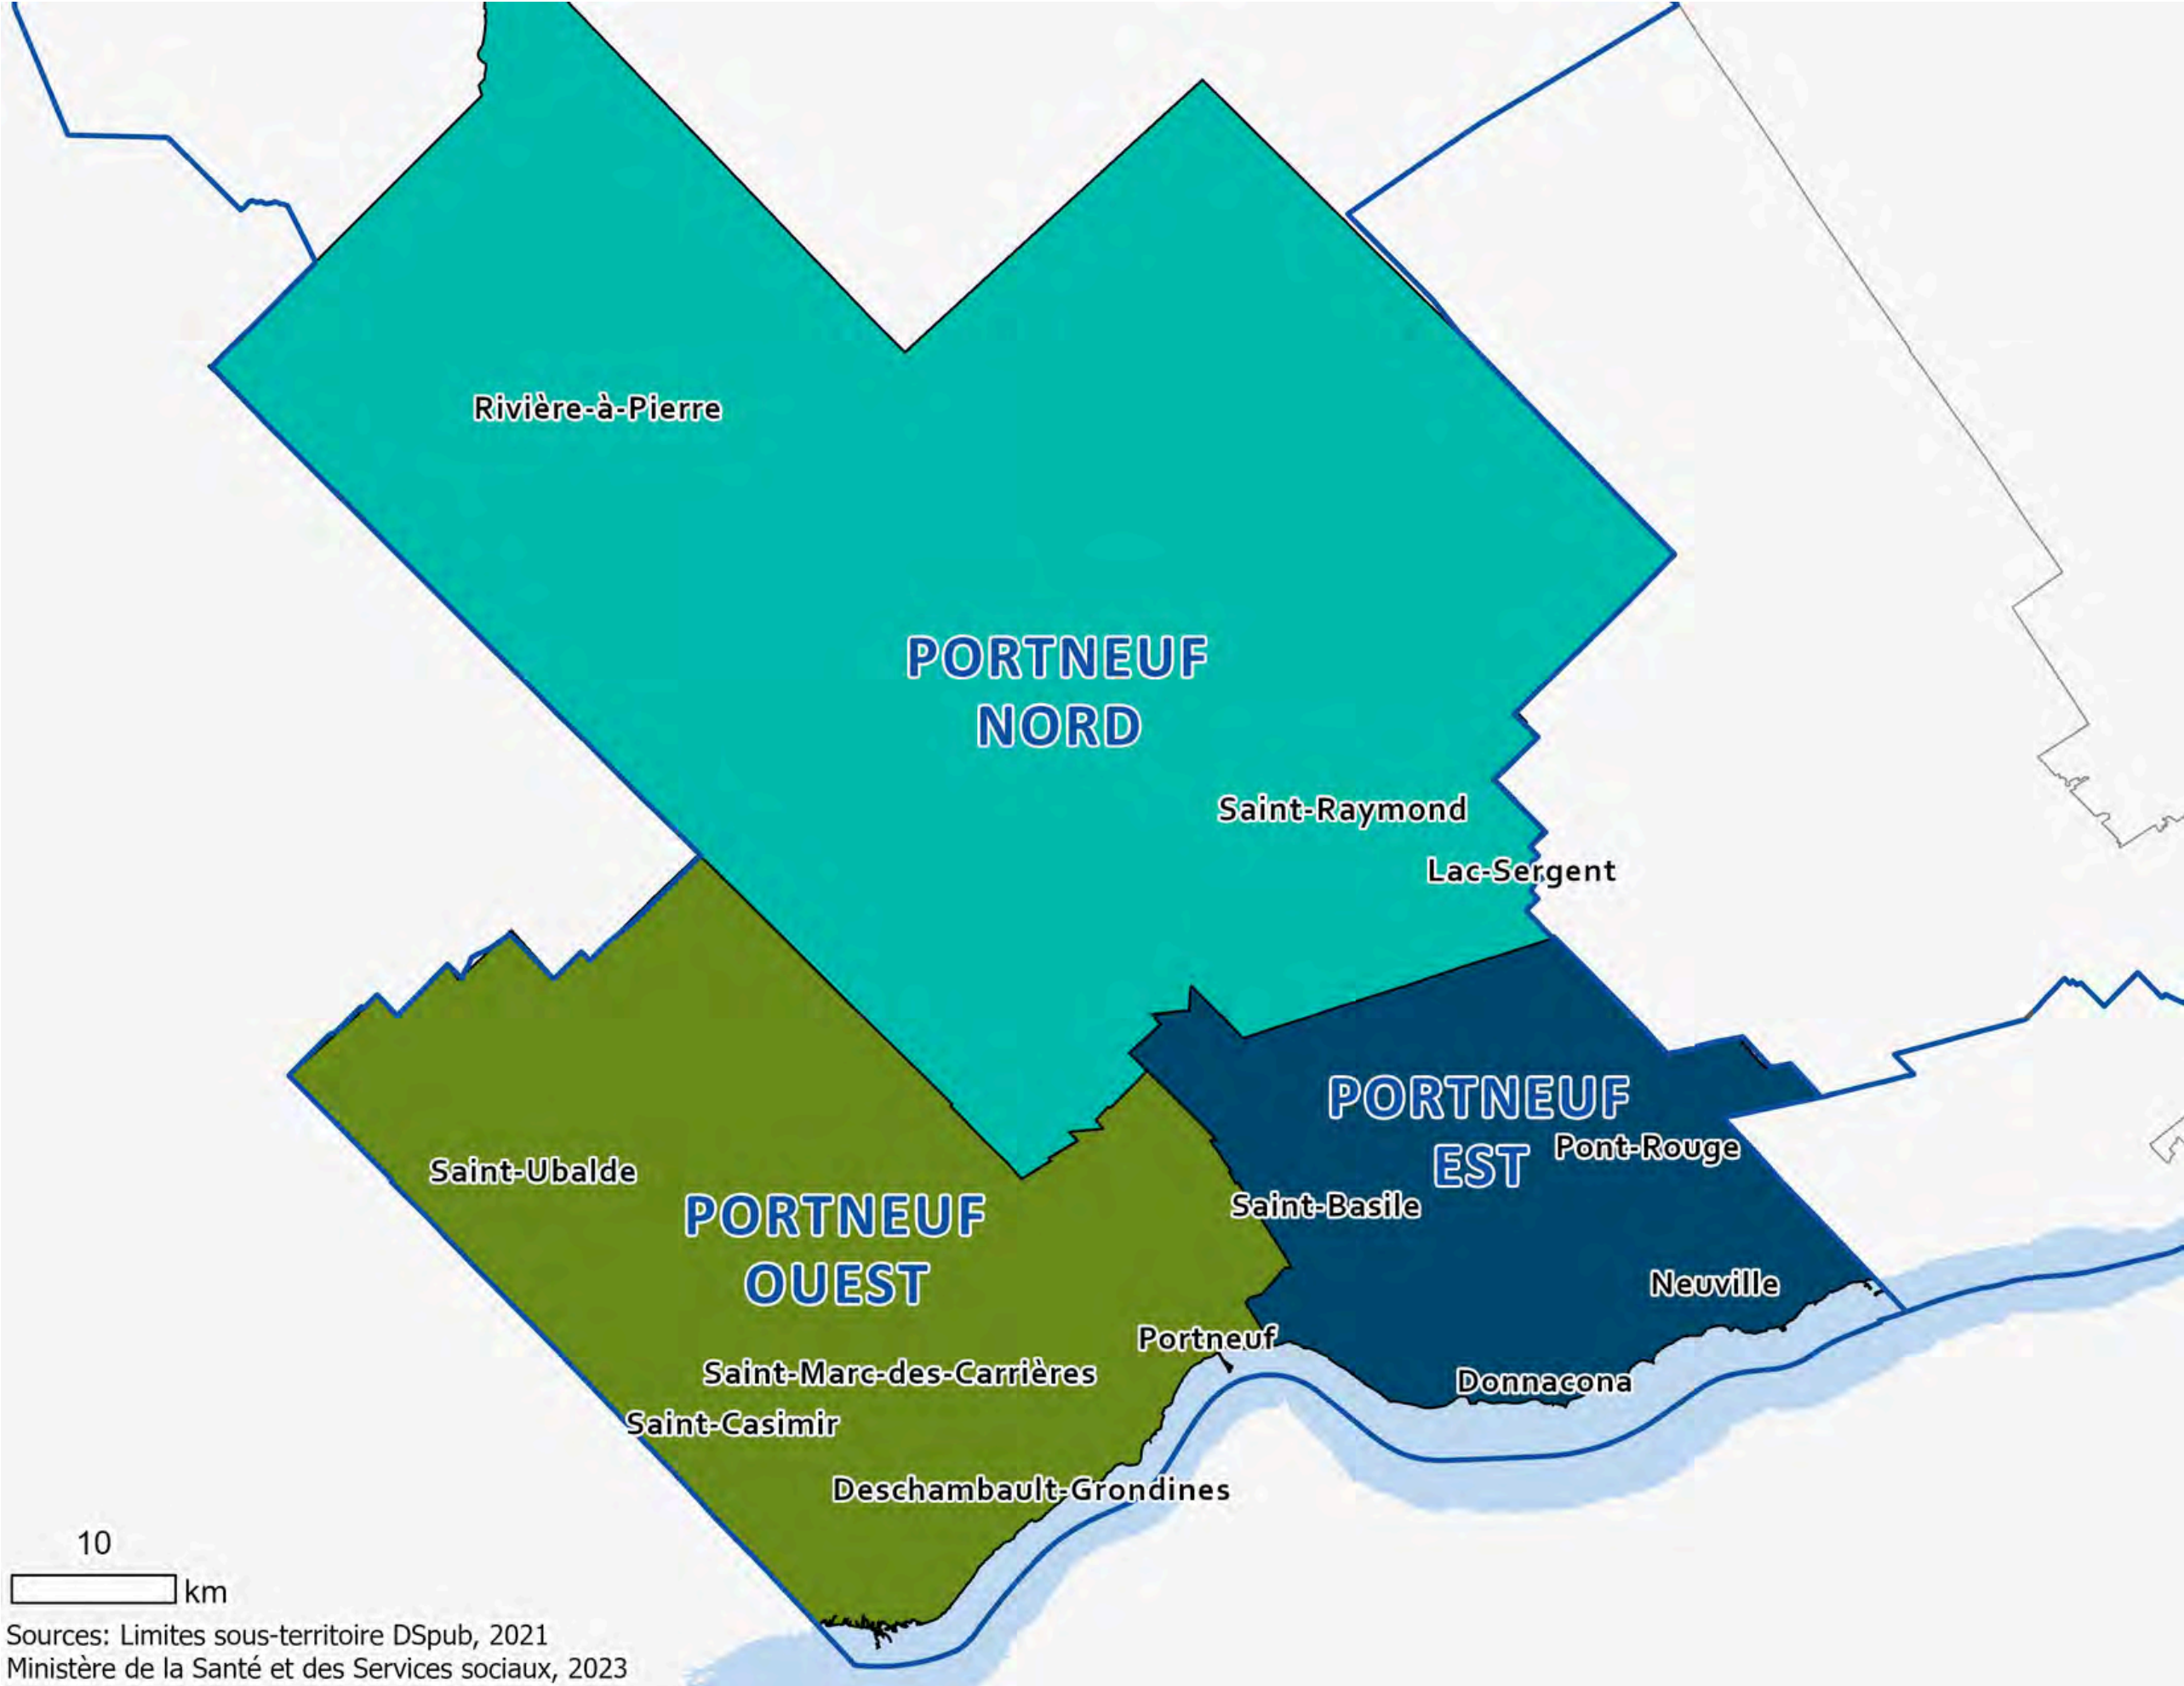 Rivière-à-Pierre
PORTNEUF
NORD
Saint-Raymond
Lac-Sergent
PORTNEUF
EST
Pont-Rouge
Saint-Ubalde
Saint-Basile
PORTNEUF
OUEST
Neuville
Portneuf
Saint-Marc-des-Carrières
Donnacona
Saint-Casimir
Deschambault-Grondines
10
km
Sources: Limites sous-territoire DSpub, 2021
Ministère de la Santé et des Services sociaux, 2023